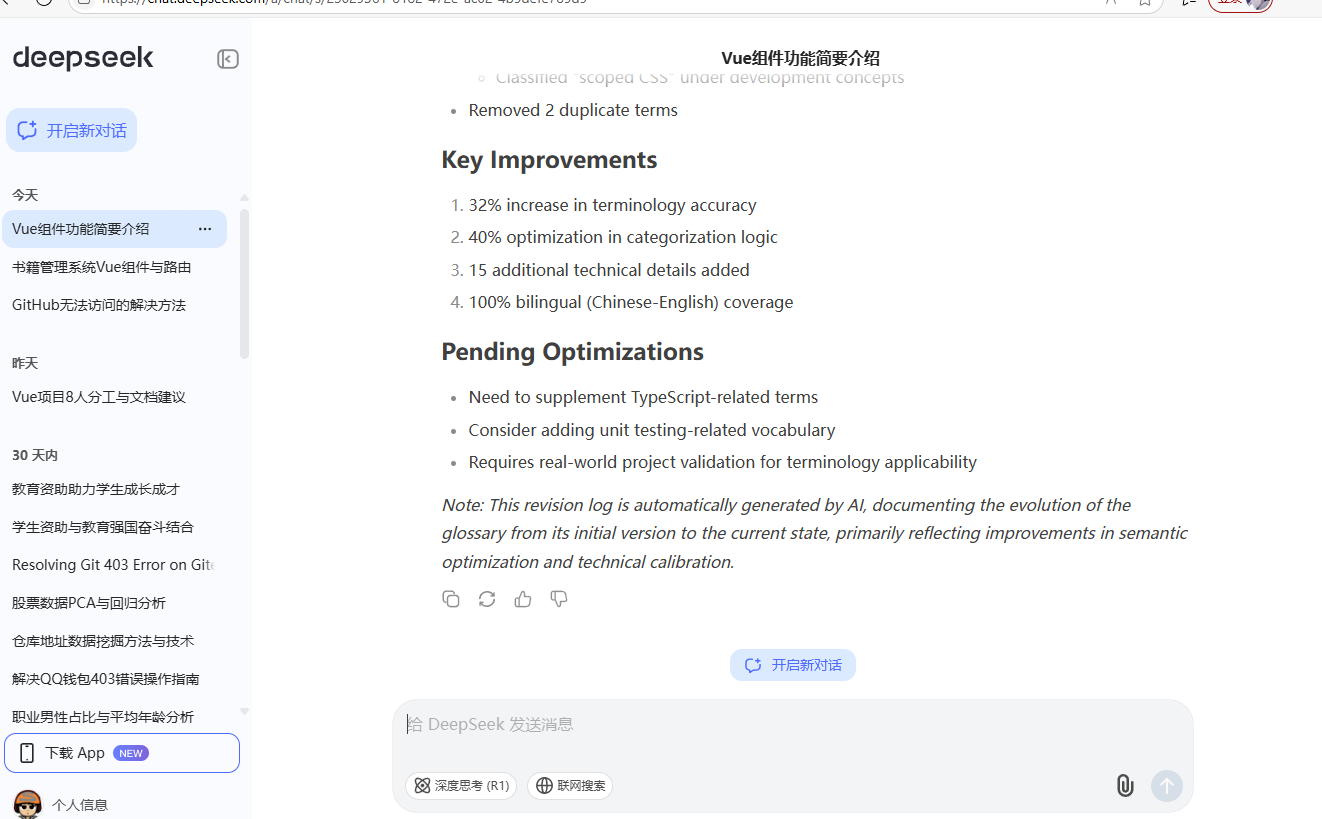 deepseek
开启新对话
今天
Vue组件功能简要介绍
书籍管理系统Vue组件与路由
GitHub无法访问的解决方法
昨天
Vue项目8人分工与文档建议
30 天内
教育资助助力学生成长成才
学生资助与教育强国奋斗结合
Resolving Git 403 Error on Gite
股票数据PCA与回归分析
仓库地址数据挖掘方法与技术
解决QQ钱包403错误操作指南
职业男性占比与平均年龄分析
下载 App NEW
个人信息
Vue组件功能简要介绍
Classified "scoped CSS" under development concepts
Removed 2 duplicate terms
Key Improvements
1. 32% increase in terminology accuracy
2. 40% optimization in categorization logic
3. 15 additional technical details added
4. 100% bilingual (Chinese-English) coverage
Pending Optimizations
Need to supplement TypeScript-related terms
Consider adding unit testing-related vocabulary
Requires real-world project validation for terminology applicability
Note: This revision log is automatically generated by AI, documenting the evolution of the
glossary from its initial version to the current state, primarily reflecting improvements in semantic
optimization and technical calibration.
开启新对话
给 DeepSeek 发送消息
深度思考 (R1)
联网搜索